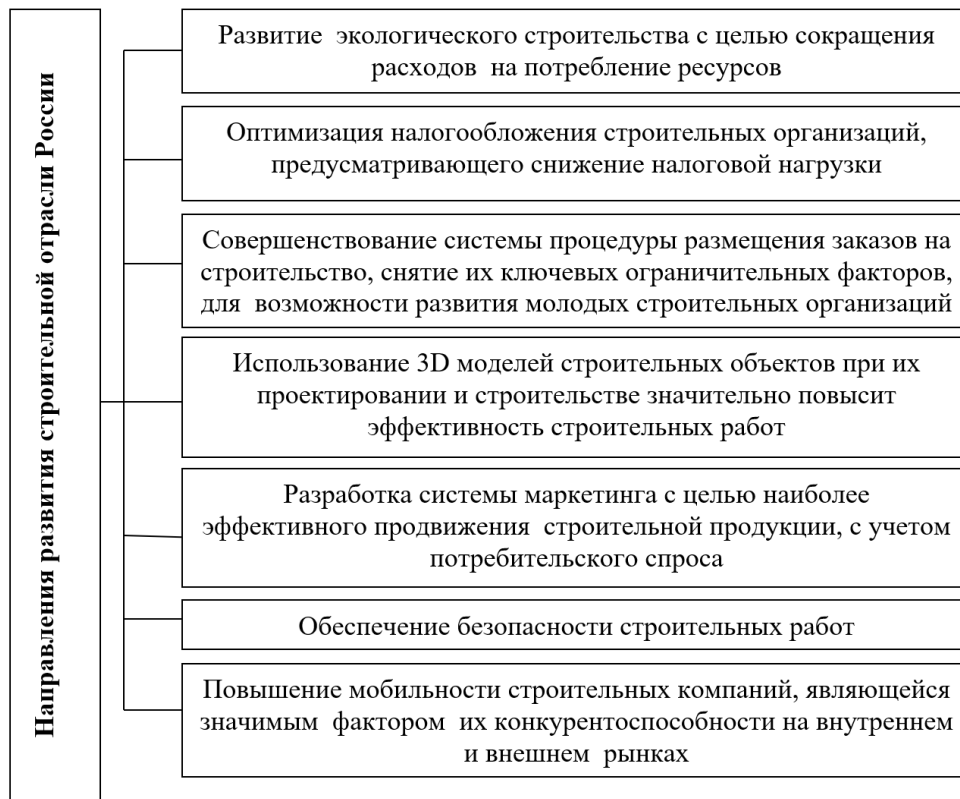 Направления развития строительной отрасли России
Развитие экологического строительства с целью сокращения
расходов на потребление ресурсов
Оптимизация налогообложения строительных организаций,
предусматривающего снижение налоговой нагрузки
Совершенствование системы процедуры размещения заказов на
строительство, снятие их ключевых ограничительных факторов,
для возможности развития молодых строительных организаций
Использование 3D моделей строительных объектов при их
проектировании и строительстве значительно повысит
эффективность строительных работ
Разработка системы маркетинга с целью наиболее
эффективного продвижения строительной продукции, с учетом
потребительского спроса
Обеспечение безопасности строительных работ
Повышение мобильности строительных компаний, являющейся
значимым фактором их конкурентоспособности на внутреннем
и внешнем рынках